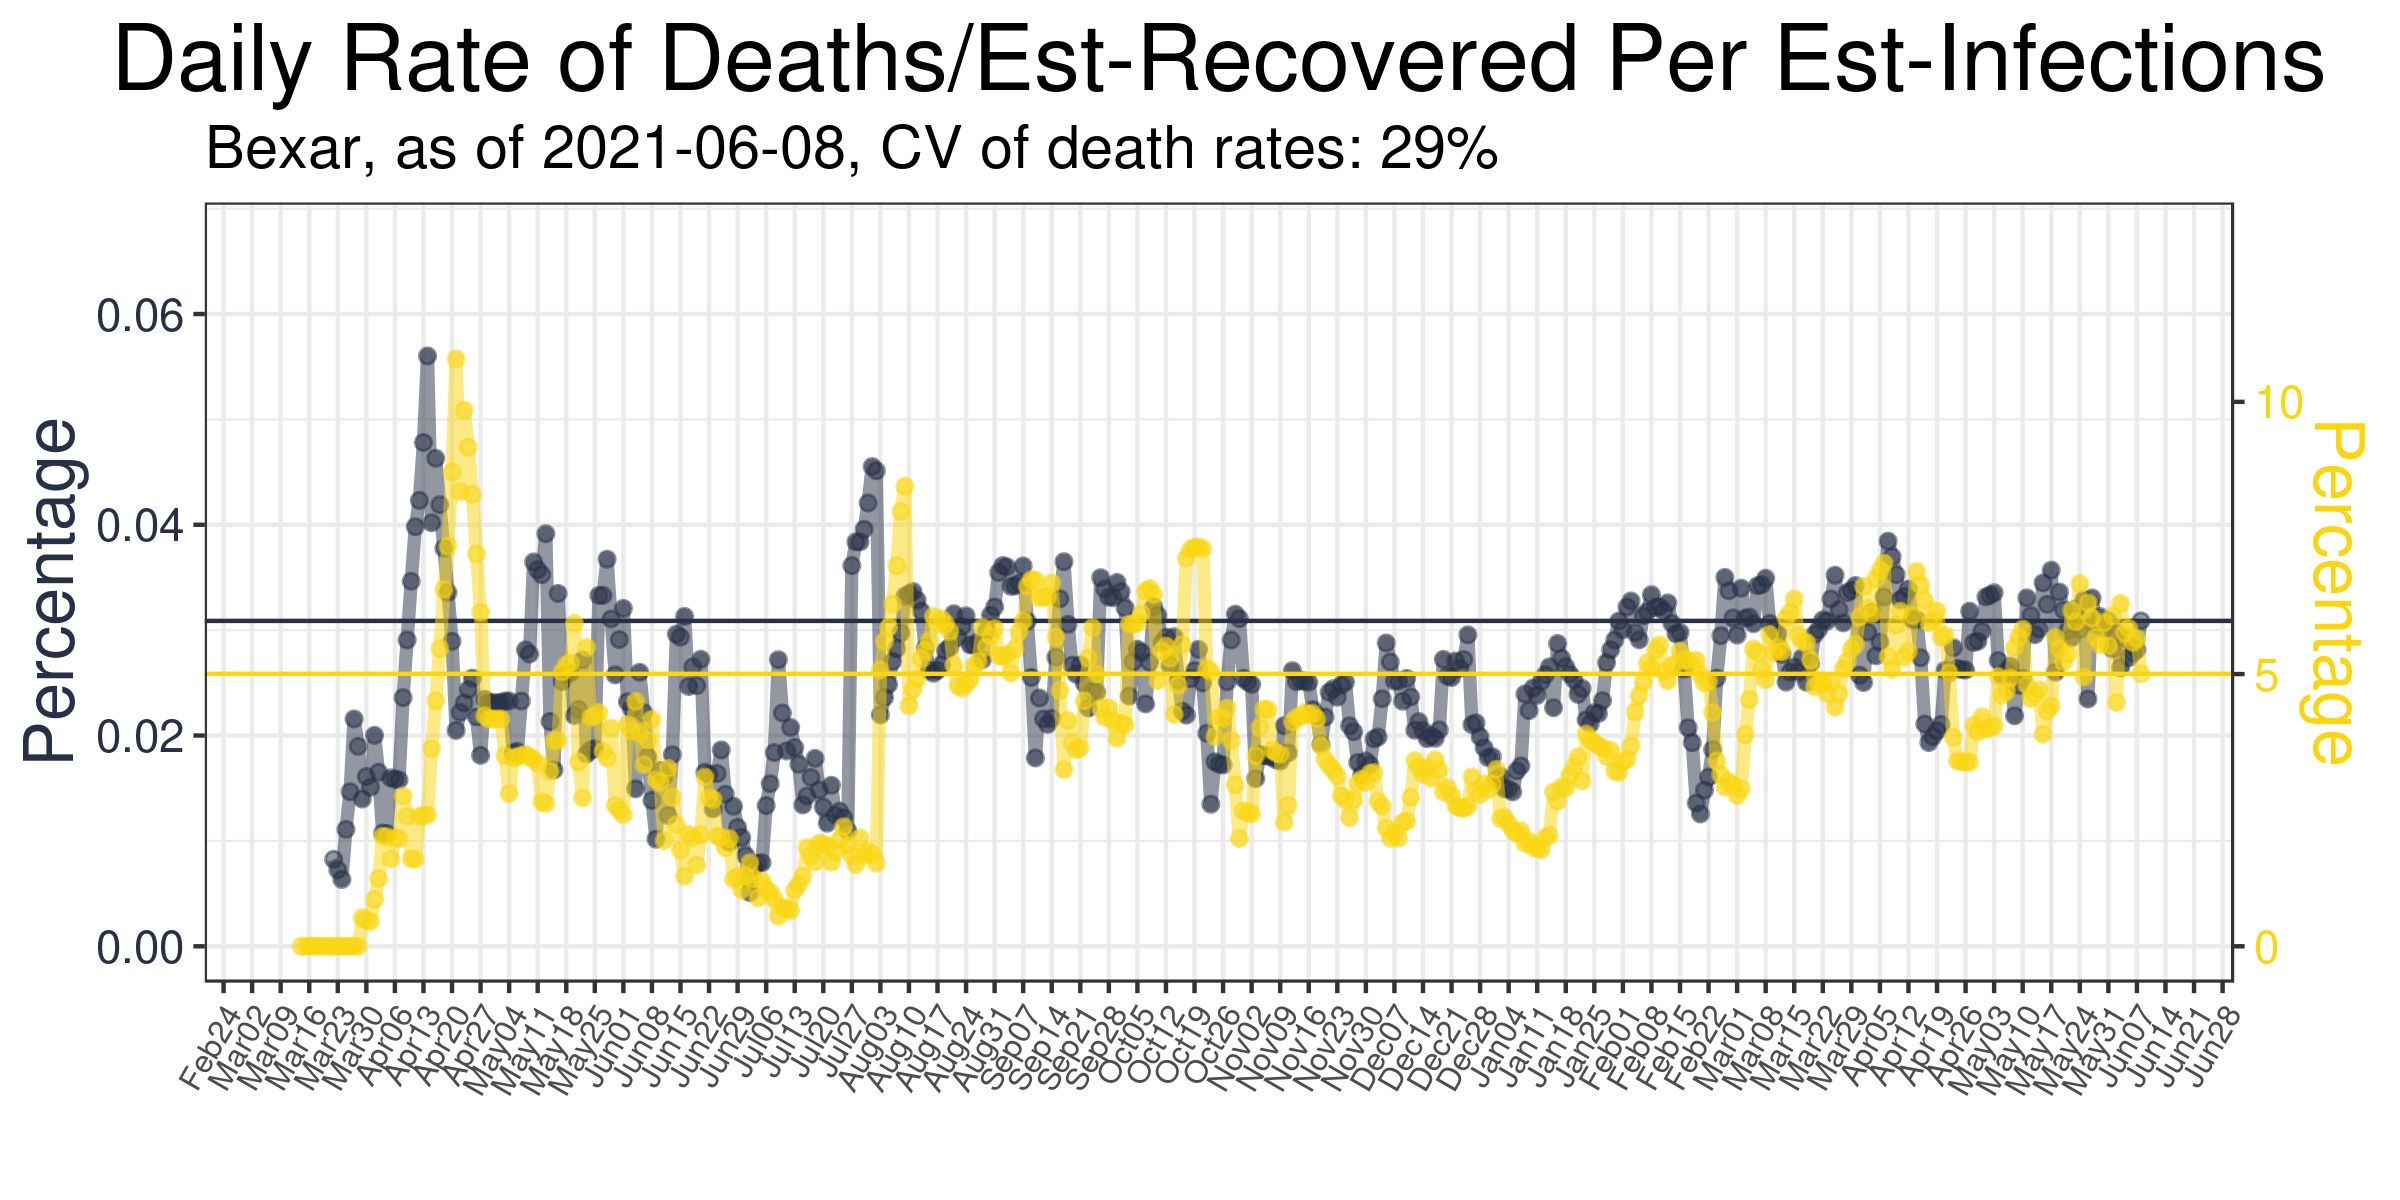 Daily Rate of Deaths/Est-Recovered Per Est-Infections
Bexar, as of 2021-06-08, CV of death rates: 29%
Percentage
0.06
0.04
0.02
0.00
10
5
0
Percentage
Feb24
Mar02
Mar09
Mar16
Mar23
Mar30
Apr06
Apr13
Apr20
Apr27
May04
May11
May18
May25
Jun01
Jun08
Jun15
Jun22
Jun29
Jul06
Jul13
Jul20
Jul27
Aug03
Aug10
Aug17
Aug24
Aug31
Sep07
Sep14
Sep21
Sep28
Oct05
Oct12
Oct19
Oct26
Nov02
Nov09
Nov16
Nov23
Nov30
Dec07
Dec14
Dec21
Dec28
Jan04
Jan11
Jan18
Jan25
Feb01
Feb08
Feb15
Feb22
Mar01
Mar08
Mar15
Mar22
Mar29
Apr05
Apr12
Apr19
Apr26
May03
May10
May17
May24
May31
Jun07
Jun14
Jun21
Jun28